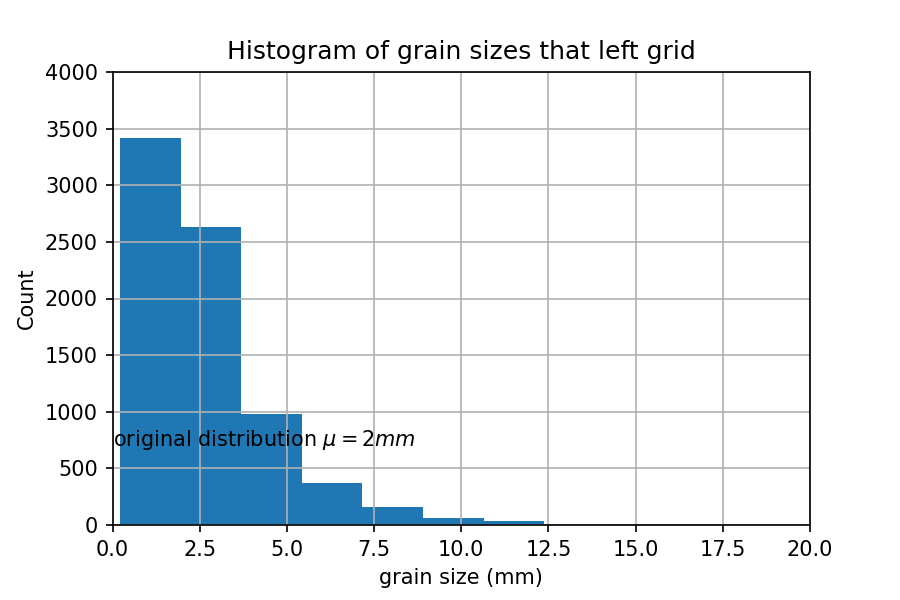 Histogram of grain sizes that left grid
4000
3500
3000
2500
2000
1500
1000
500
0
Count
original distribution μ = 2mm
0.0 2.5 5.0 7.5 10.0 12.5 15.0 17.5 20.0
grain size (mm)